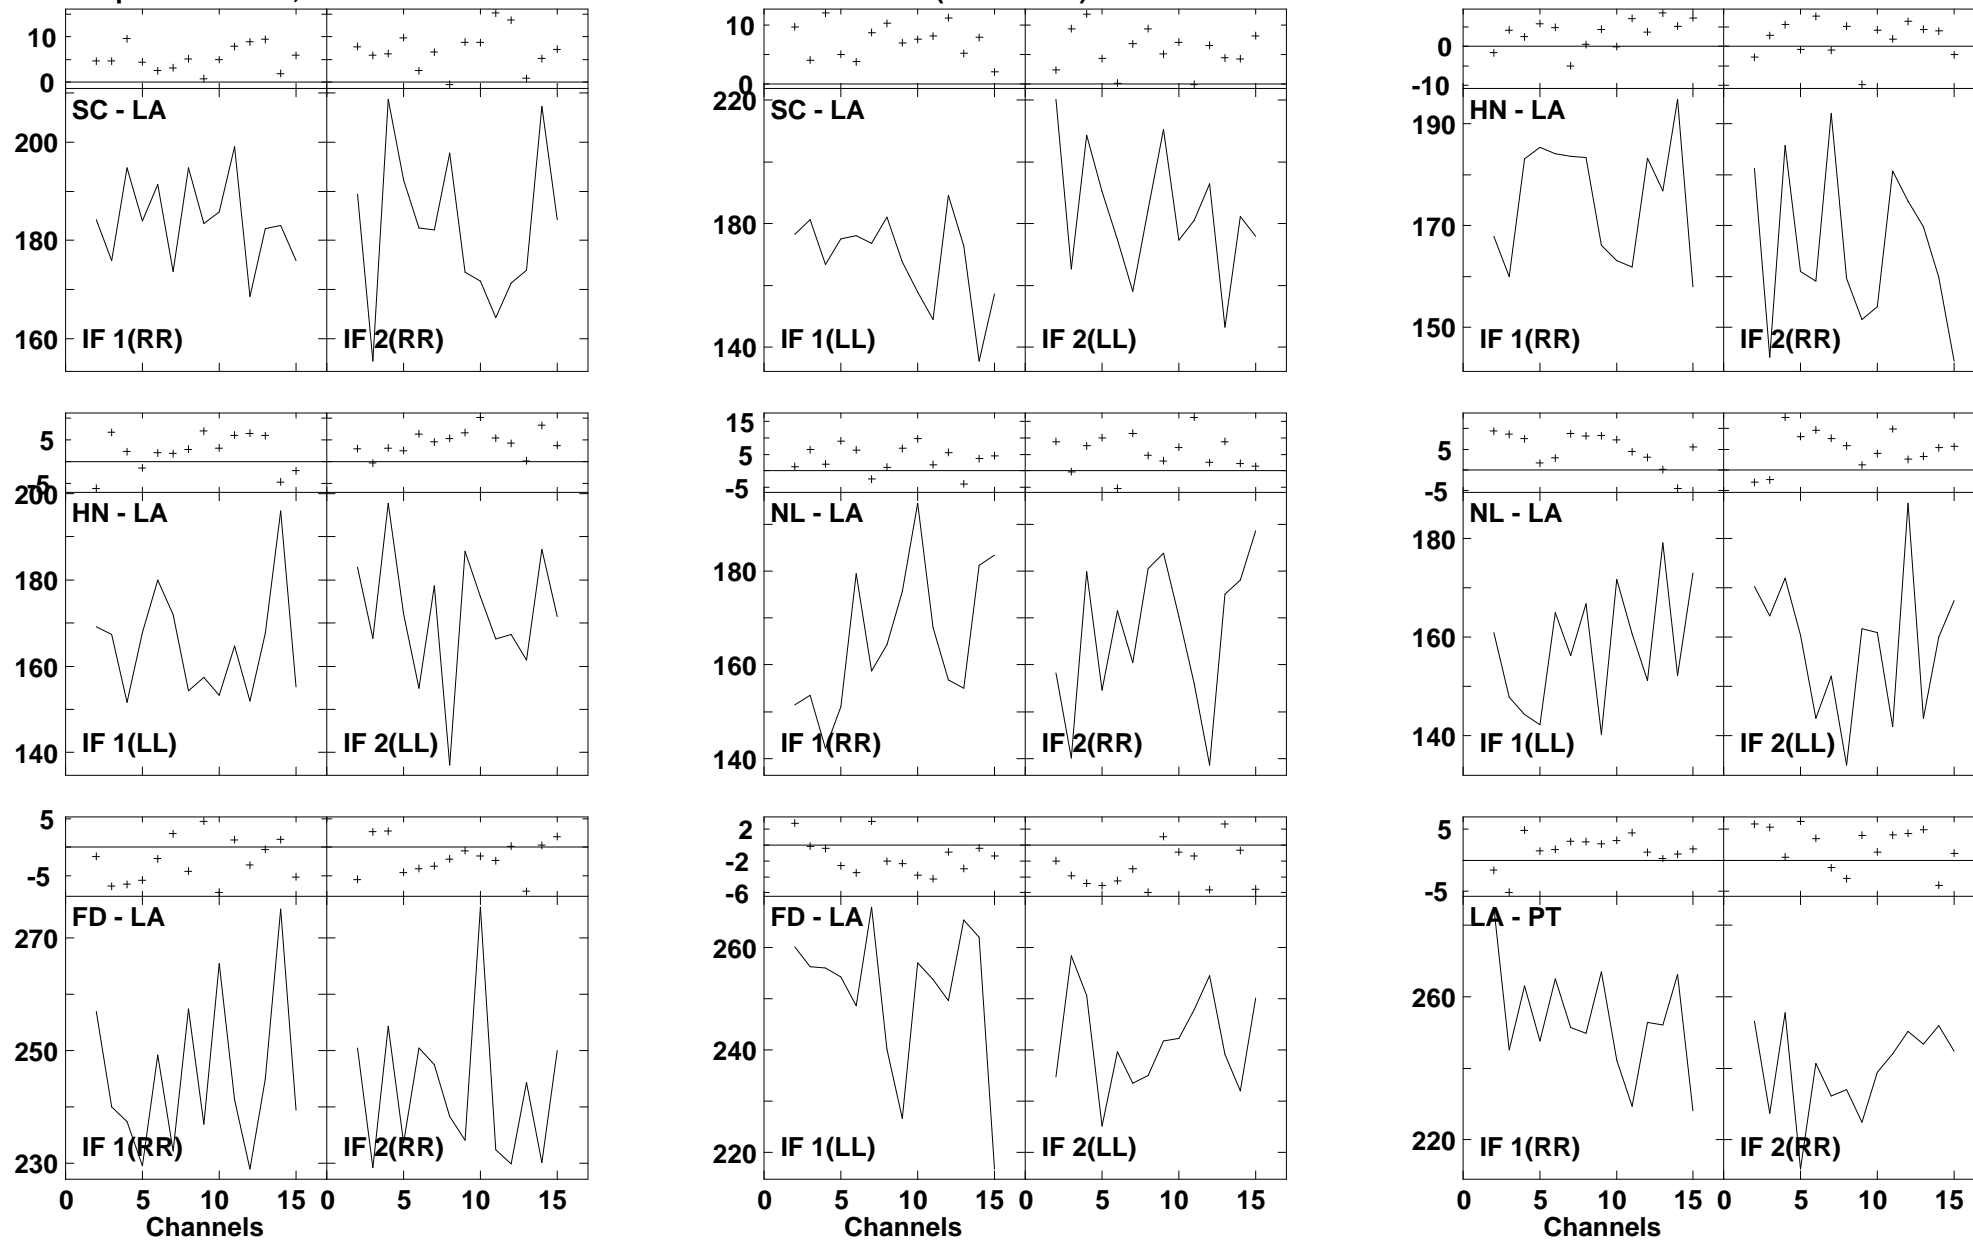 10
0
SC - LA
200
180
160
IF 1(RR)
IF 2(RR)
10
0
220
SC - LA
180
140
IF 1(LL)
IF 2(LL)
0
-10
HN - LA
190
170
150
IF 1(RR)
IF 2(RR)
5
-5
200
HN - LA
180
160
140
IF 1(LL)
IF 2(LL)
15
5
-5
NL - LA
180
160
140
IF 1(RR)
IF 2(RR)
5
-5
NL - LA
180
160
140
IF 1(LL)
IF 2(LL)
5
-5
FD - LA
270
250
230
IF 1(RR)
IF 2(RR)
0 5 10 15 0 5 10 15
Channels
2
-2
-6
FD - LA
260
240
220
IF 1(LL)
IF 2(LL)
0 5 10 15 0 5 10 15
Channels
5
-5
LA - PT
260
220
IF 1(RR)
IF 2(RR)
0 5 10 15 0 5 10 15
Channels